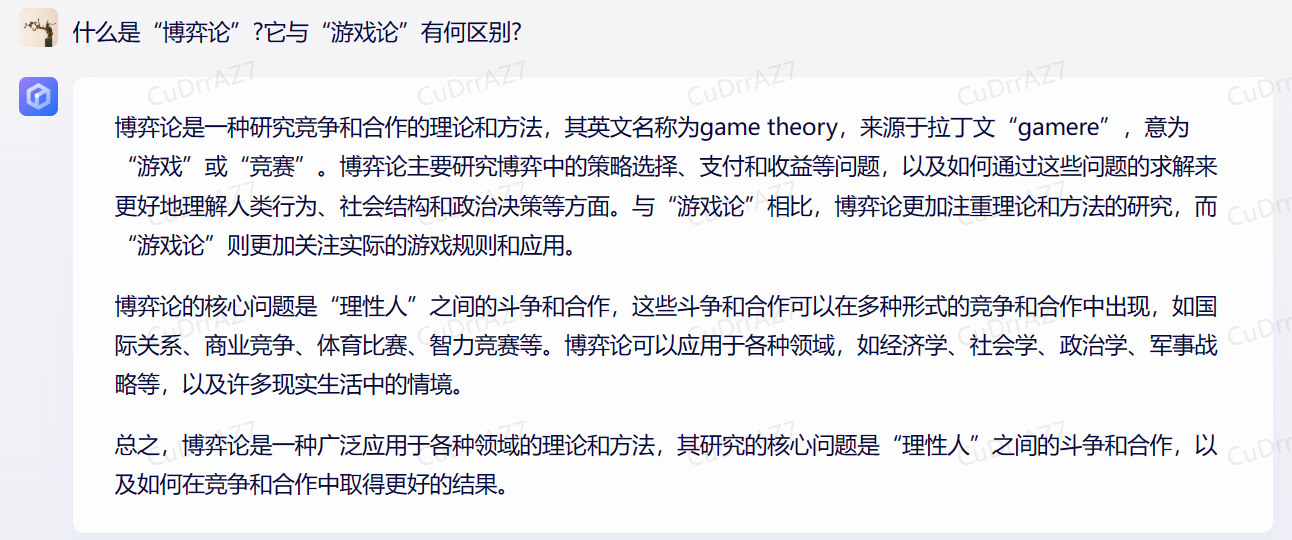 什么是“博弈论”?它与“游戏论”有何区别?
博弈论是一种研究竞争和合作的理论和方法，其英文名称为game theory，来源于拉丁文“gamere”，意为
“游戏”或“竞赛”。博弈论主要研究博弈中的策略选择、支付和收益等问题，以及如何通过这些问题的求解来
更好地理解人类行为、社会结构和政治决策等方面。与“游戏论”相比，博弈论更加注重理论和方法的研究，而
“游戏论”则更加关注实际的游戏规则和应用。
博弈论的核心问题是“理性人”之间的斗争和合作，这些斗争和合作可以在多种形式的竞争和合作中出现，如国
际关系、商业竞争、体育比赛、智力竞赛等。博弈论可以应用于各种领域，如经济学、社会学、政治学、军事战
略等，以及许多现实生活中的情境。
总之，博弈论是一种广泛应用于各种领域的理论和方法，其研究的核心问题是“理性人”之间的斗争和合作，以
及如何在竞争和合作中取得更好的结果。
CuDrrAZ7